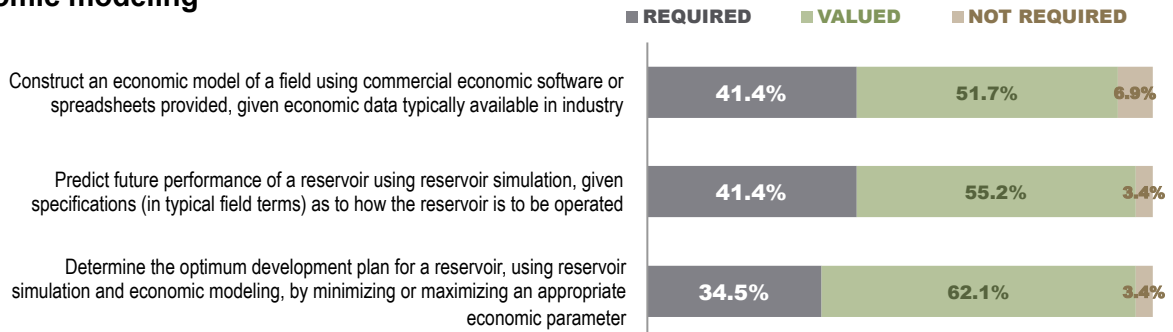 omic modeling
REQUIRED VALUED NOT REQUIRED
Construct an economic model of a field using commercial economic software or
spreadsheets provided, given economic data typically available in industry
41.4% 51.7% 6.9%
Predict future performance of a reservoir using reservoir simulation, given
specifications (in typical field terms) as to how the reservoir is to be operated
41.4% 55.2% 3.4%
Determine the optimum development plan for a reservoir, using reservoir
simulation and economic modeling, by minimizing or maximizing an appropriate
economic parameter
34.5% 62.1% 3.4%